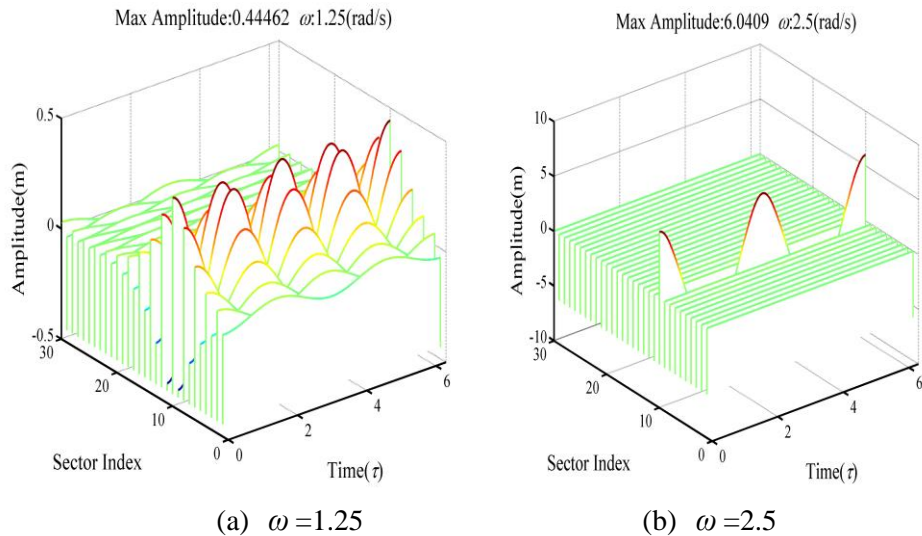 Max Amplitude:0.44462 ω:1.25(rad/s)
0.5
0
-0.5
Amplitude(m)
30
20
10
0
Sector Index
0
2
4
6
Time(τ)
(a) ω =1.25
Max Amplitude:6.0409 ω:2.5(rad/s)
10
5
0
-5
-10
Amplitude(m)
30
20
10
0
Sector Index
0
2
4
6
Time(τ)
(b) ω =2.5